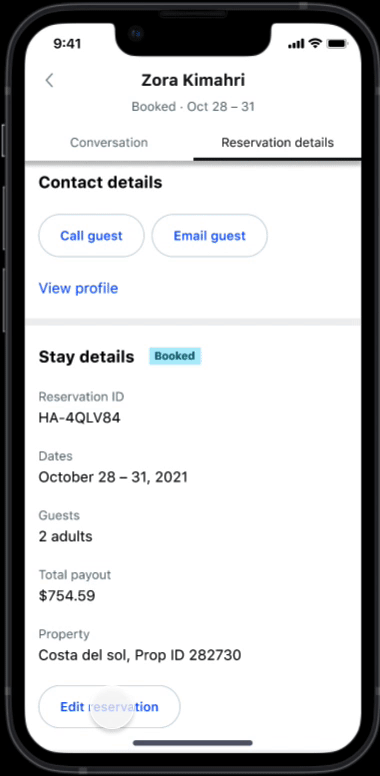 9:41
Zora Kimahri
Booked · Oct 28 – 31
Conversation Reservation details
Contact details
Call guest Email guest
View profile
Stay details Booked
Reservation ID
HA-4QLV84
Dates
October 28 – 31, 2021
Guests
2 adults
Total payout
$754.59
Property
Costa del sol, Prop ID 282730
Edit reservation